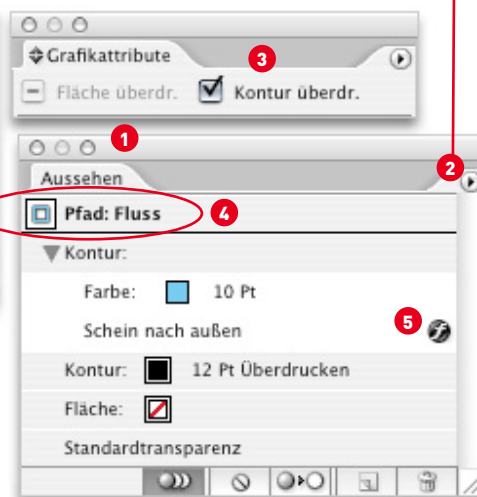 Grafikattribute
3
Fläche überdr. Kontur überdr.
1
2
Aussehen
Pfad: Fluss
4
Kontur:
Farbe: 10 Pt
Schein nach außen
5
Kontur: 12 Pt Überdrucken
Fläche:
Standardtransparenz